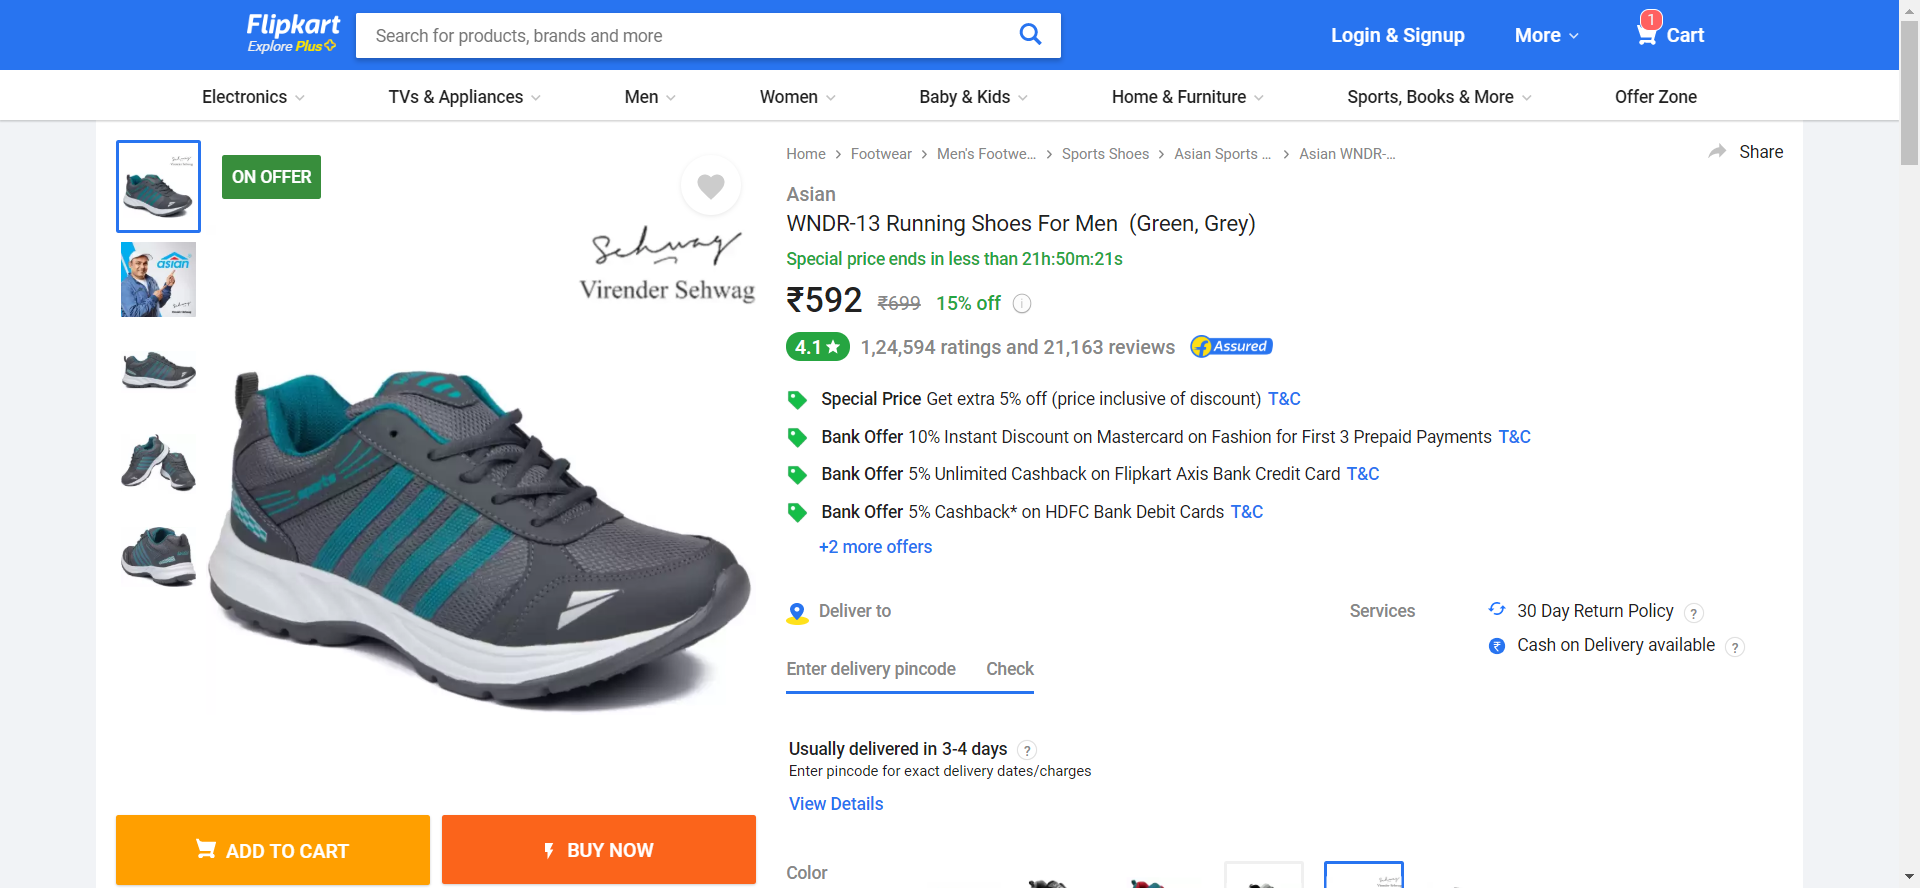 Flipkart
Explore Plus
Search for products, brands and more
Login & Signup
More
1
Cart
Electronics
TVs & Appliances
Men
Women
Baby & Kids
Home & Furniture
Sports, Books & More
Offer Zone
ON OFFER
Sehwag
Virender Sehwag
asian
sports
Home > Footwear > Men's Footwe... > Sports Shoes > Asian Sports ... > Asian WNDR-...
Share
Asian
WNDR-13 Running Shoes For Men (Green, Grey)
Special price ends in less than 21h:50m:21s
₹592 ₹699 15% off i
4.1★ 1,24,594 ratings and 21,163 reviews f Assured
Special Price Get extra 5% off (price inclusive of discount) T&C
Bank Offer 10% Instant Discount on Mastercard on Fashion for First 3 Prepaid Payments T&C
Bank Offer 5% Unlimited Cashback on Flipkart Axis Bank Credit Card T&C
Bank Offer 5% Cashback* on HDFC Bank Debit Cards T&C
+2 more offers
Deliver to
Enter delivery pincode Check
Services
30 Day Return Policy ?
₹ Cash on Delivery available ?
Usually delivered in 3-4 days ?
Enter pincode for exact delivery dates/charges
View Details
ADD TO CART
BUY NOW
Color